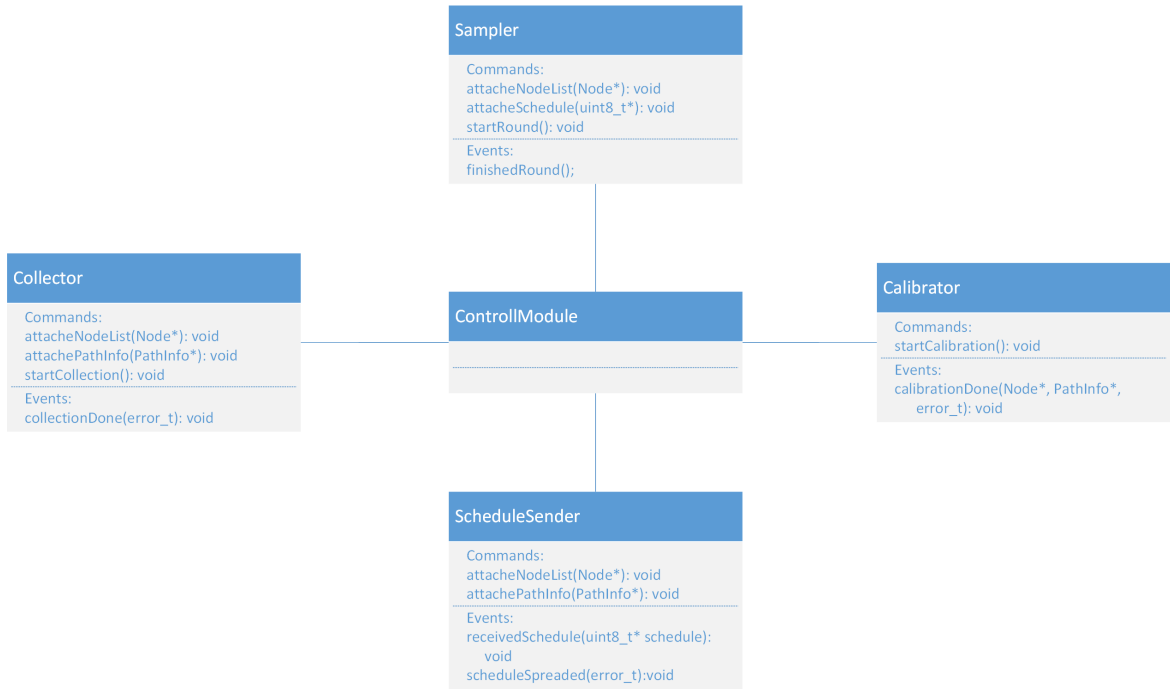 Sampler
Commands:
attacheNodeList(Node*): void
attacheSchedule(uint8_t*): void
startRound(): void
Events:
finishedRound();
Collector
Commands:
attacheNodeList(Node*): void
attachePathInfo(PathInfo*): void
startCollection(): void
Events:
collectionDone(error_t): void
ControllModule
Calibrator
Commands:
startCalibration(): void
Events:
calibrationDone(Node*, PathInfo*,
error_t): void
ScheduleSender
Commands:
attacheNodeList(Node*): void
attachePathInfo(PathInfo*): void
Events:
receivedSchedule(uint8_t* schedule):
void
scheduleSpreaded(error_t):void